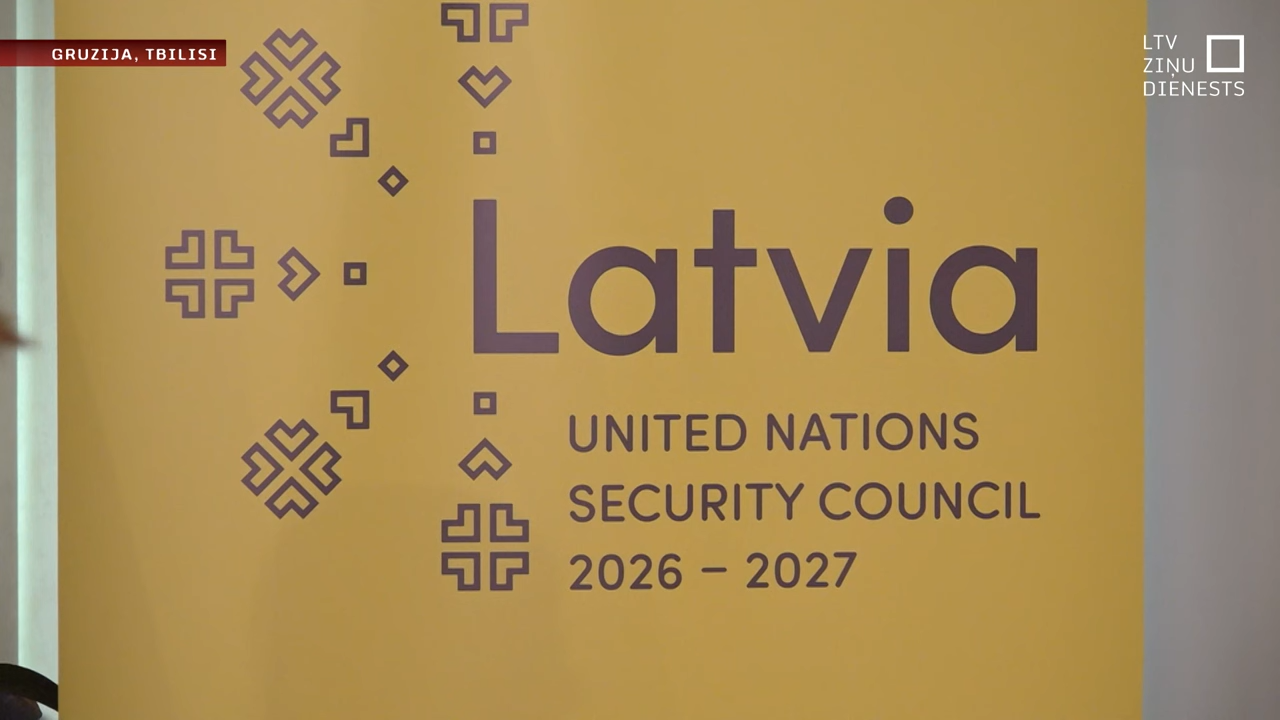 GRUZIJA, TBILISI
LTV
ZIŅU
DIENESTS
Latvia
UNITED NATIONS
SECURITY COUNCIL
2026 – 2027